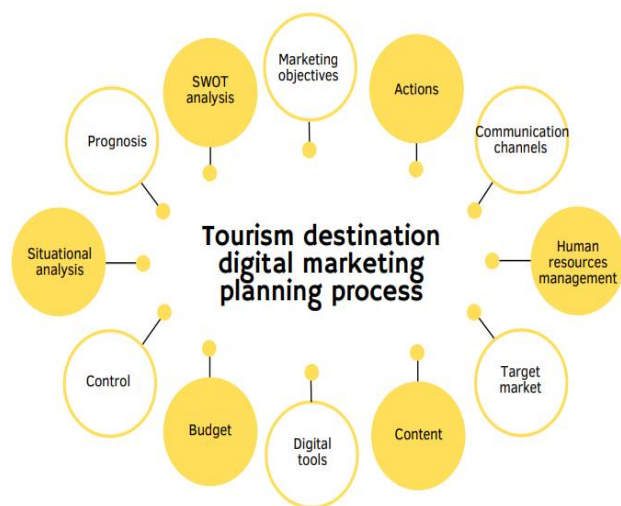 Marketing
objectives
SWOT
analysis
Actions
Prognosis
Communication
channels
Tourism destination
digital marketing
planning process
Situational
analysis
Human
resources
management
Control
Target
market
Budget
Digital
tools
Content